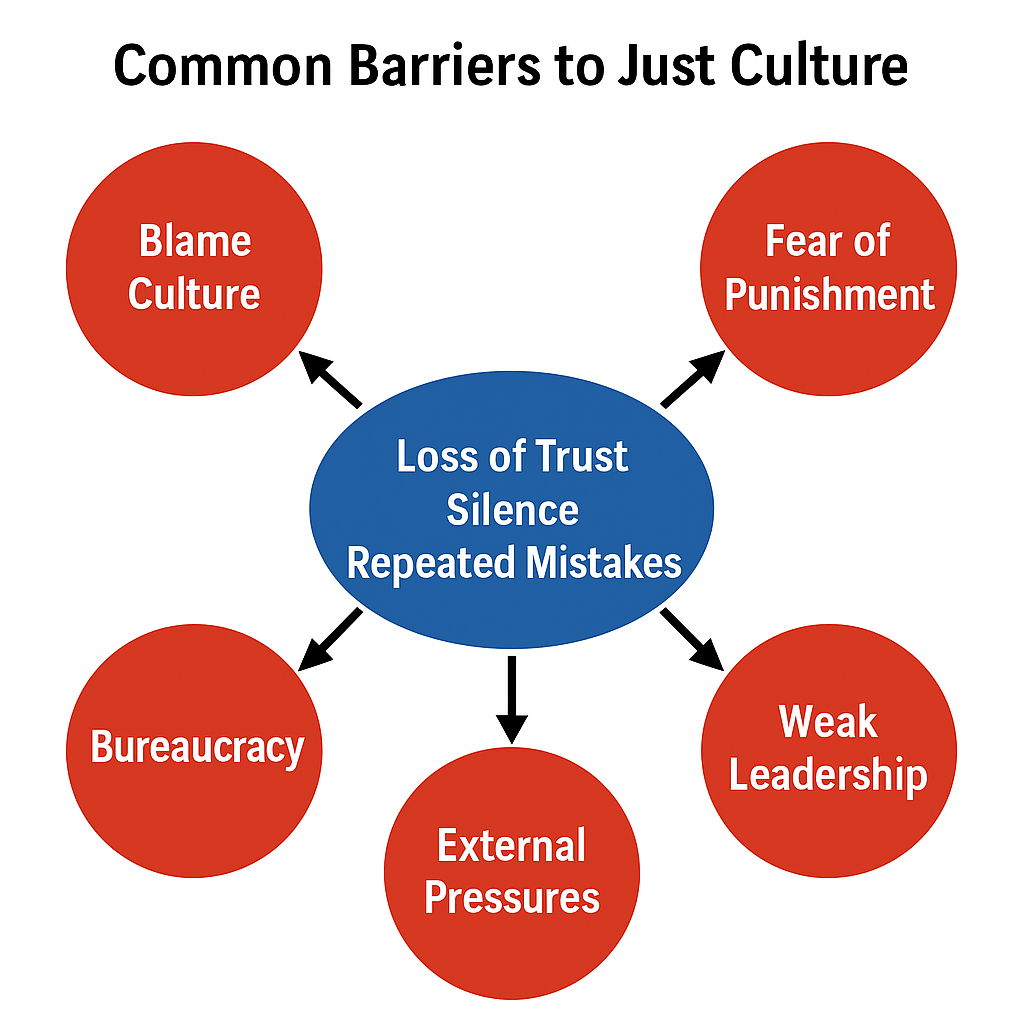 Common Barriers to Just Culture
Blame
Culture
Fear of
Punishment
Loss of Trust
Silence
Repeated Mistakes
Bureaucracy
Weak
Leadership
External
Pressures